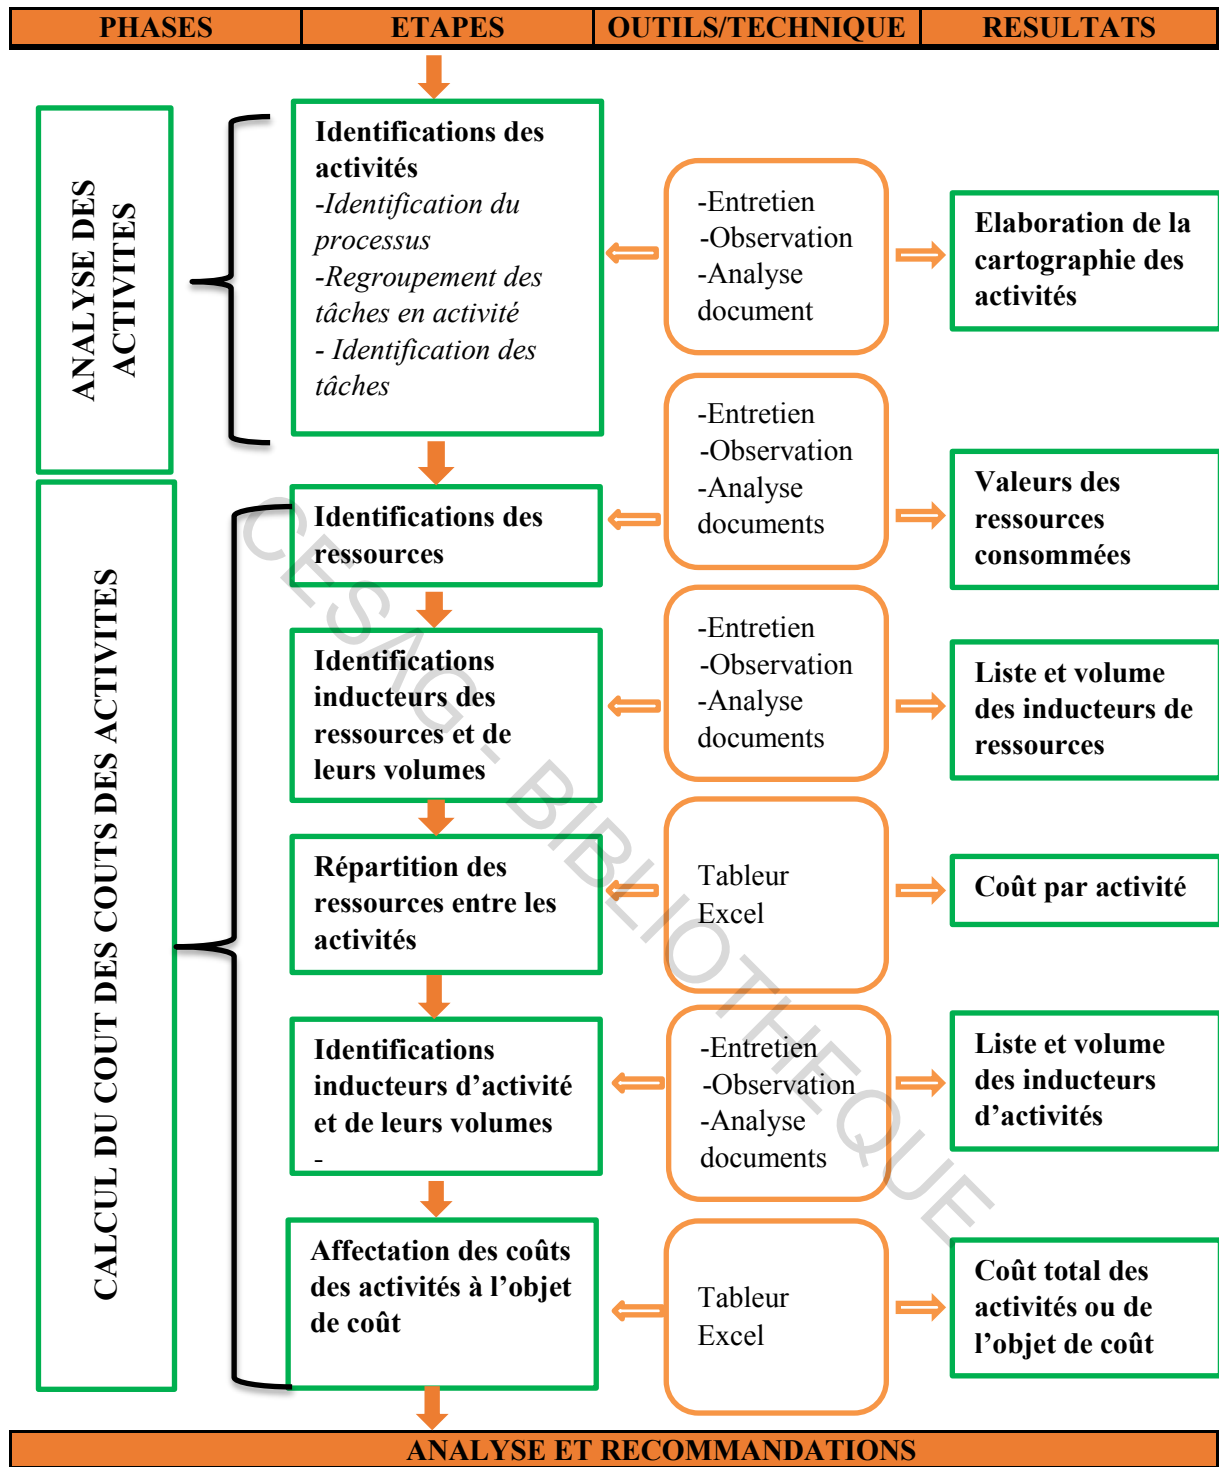 PHASES ETAPES OUTILS/TECHNIQUE RESULTATS
ANALYSE DES
ACTIVITES
Identifications des
activités
-Identification du
processus
-Regroupement des
tâches en activité
- Identification des
tâches
-Entretien
-Observation
-Analyse
document
Elaboration de la
cartographie des
activités
CALCUL DU COUT DES COUTS DES ACTIVITES
Identifications des
ressources
-Entretien
-Observation
-Analyse
documents
Valeurs des
ressources
consommées
Identifications
inducteurs des
ressources et de
leurs volumes
-Entretien
-Observation
-Analyse
documents
Liste et volume
des inducteurs de
ressources
Répartition des
ressources entre les
activités
Tableur
Excel
Coût par activité
Identifications
inducteurs d’activité
et de leurs volumes
-
-Entretien
-Observation
-Analyse
documents
Liste et volume
des inducteurs
d’activités
Affectation des coûts
des activités à l’objet
de coût
Tableur
Excel
Coût total des
activités ou de
l’objet de coût
ANALYSE ET RECOMMANDATIONS
CESAG - BIBLIOTHEQUE